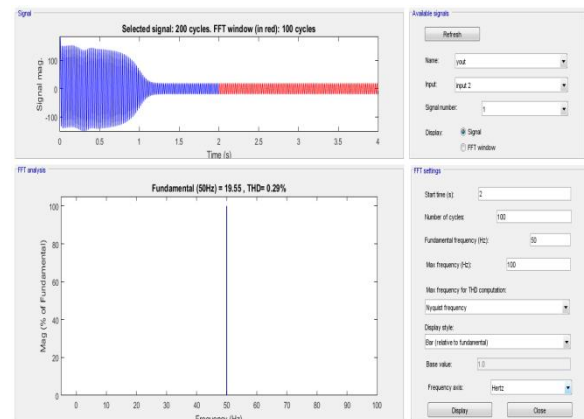 Signal
Selected signal: 200 cycles. FFT window (in red): 100 cycles
Signal mag.
100
0
-100
0 0.5 1 1.5 2 2.5 3 3.5 4
Time (s)
Available signals
Refresh
Name: yout
Input: input 2
Signal number: 1
Display: Signal
FFT window
FFT analysis
Fundamental (50Hz) = 19.55 , THD= 0.29%
Mag (% of Fundamental)
100
80
60
40
20
0
0 10 20 30 40 50 60 70 80 90 100
Frequency (Hz)
FFT settings
Start time (s): 2
Number of cycles: 100
Fundamental frequency (Hz): 50
Max frequency (Hz): 100
Max frequency for THD computation:
Nyquist frequency
Display style:
Bar (relative to fundamental)
Base value: 1.0
Frequency axis: Hertz
Display Close